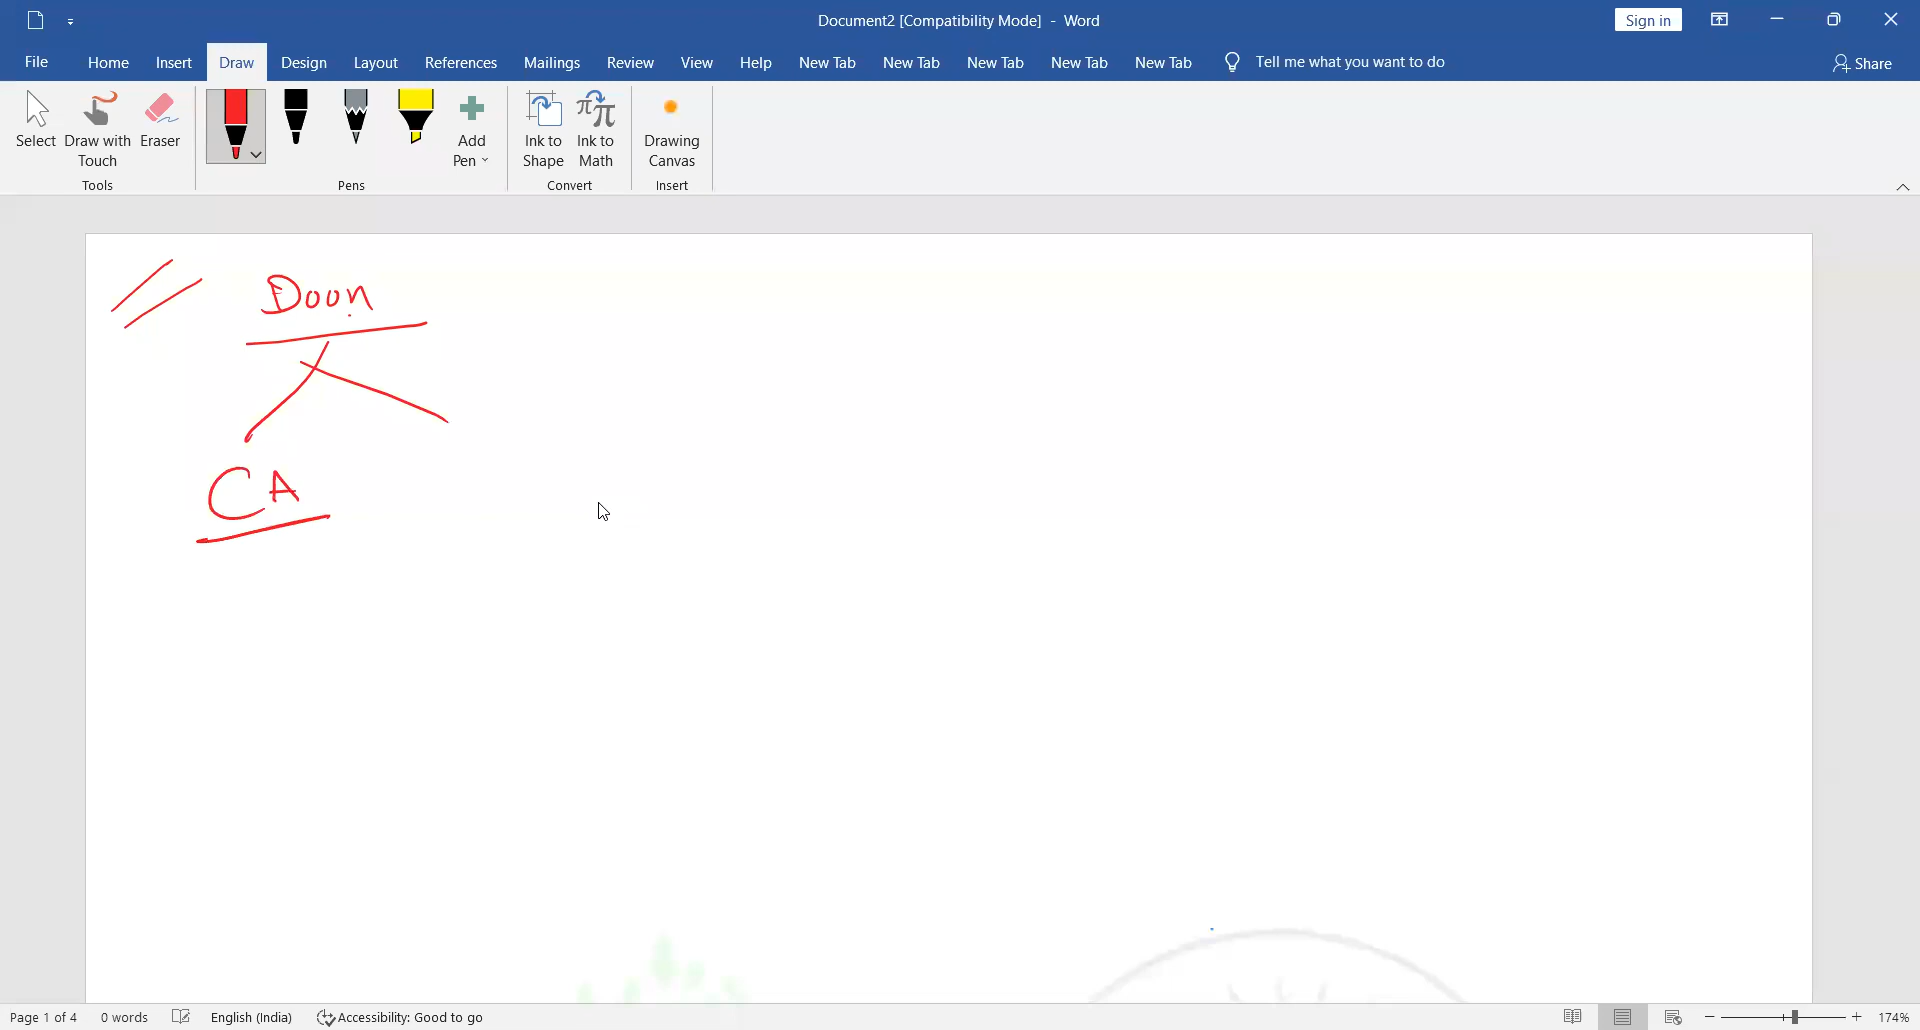 Document2 [Compatibility Mode] - Word
Sign in
File Home Insert Draw Design Layout References Mailings Review View Help New Tab New Tab New Tab New Tab New Tab Tell me what you want to do Share
Select Draw with Touch Eraser Add Pen Ink to Shape Ink to Math Drawing Canvas
Tools Pens Convert Insert
Doon
CA
Page 1 of 4 0 words English (India) Accessibility: Good to go 174%